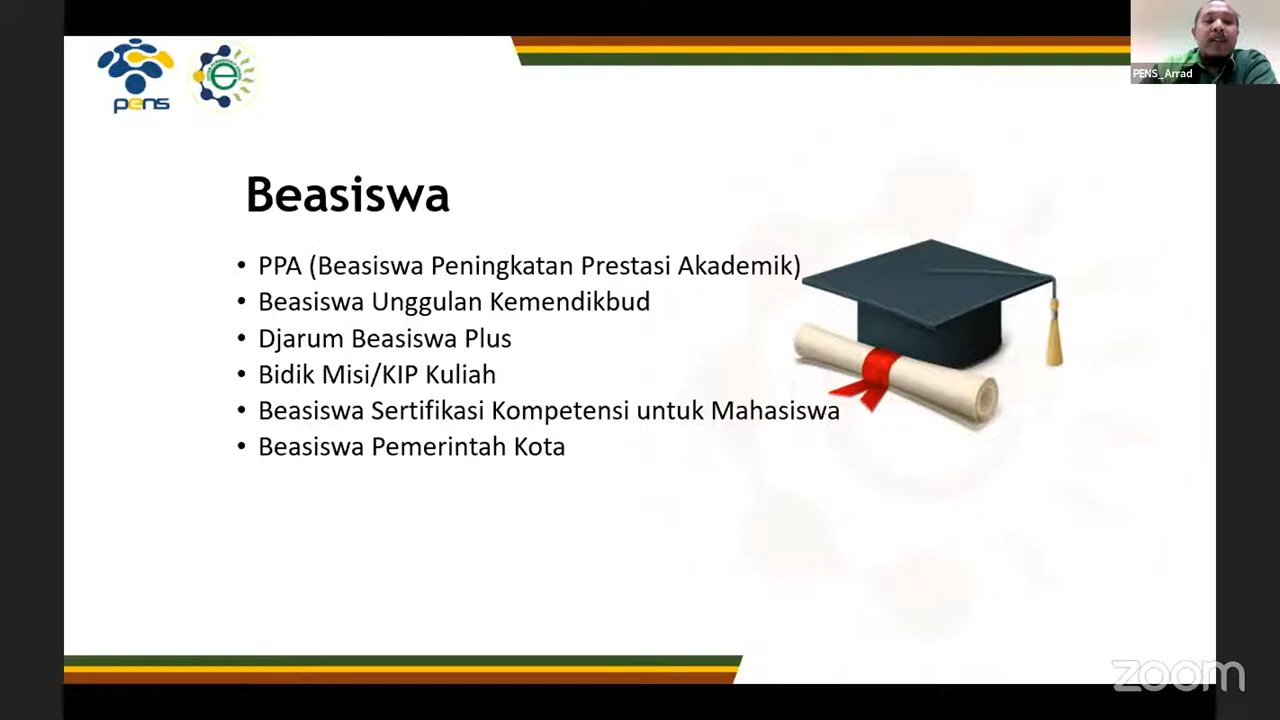 PENS_Arrad
pens
e
Beasiswa
• PPA (Beasiswa Peningkatan Prestasi Akademik)
• Beasiswa Unggulan Kemendikbud
• Djarum Beasiswa Plus
• Bidik Misi/KIP Kuliah
• Beasiswa Sertifikasi Kompetensi untuk Mahasiswa
• Beasiswa Pemerintah Kota
zoom